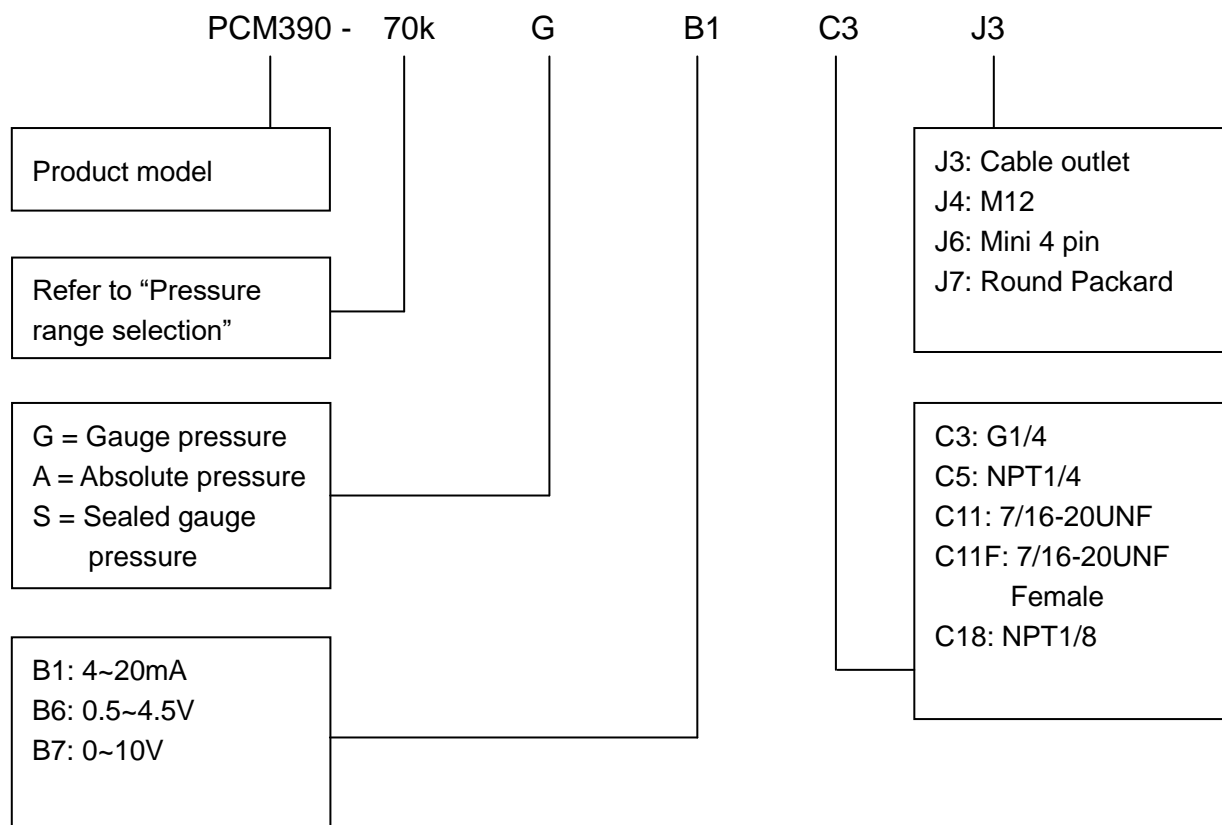 PCM390 - 70k G B1 C3 J3
Product model
Refer to “Pressure
range selection”
G = Gauge pressure
A = Absolute pressure
S = Sealed gauge
pressure
B1: 4~20mA
B6: 0.5~4.5V
B7: 0~10V
J3: Cable outlet
J4: M12
J6: Mini 4 pin
J7: Round Packard
C3: G1/4
C5: NPT1/4
C11: 7/16-20UNF
C11F: 7/16-20UNF
Female
C18: NPT1/8